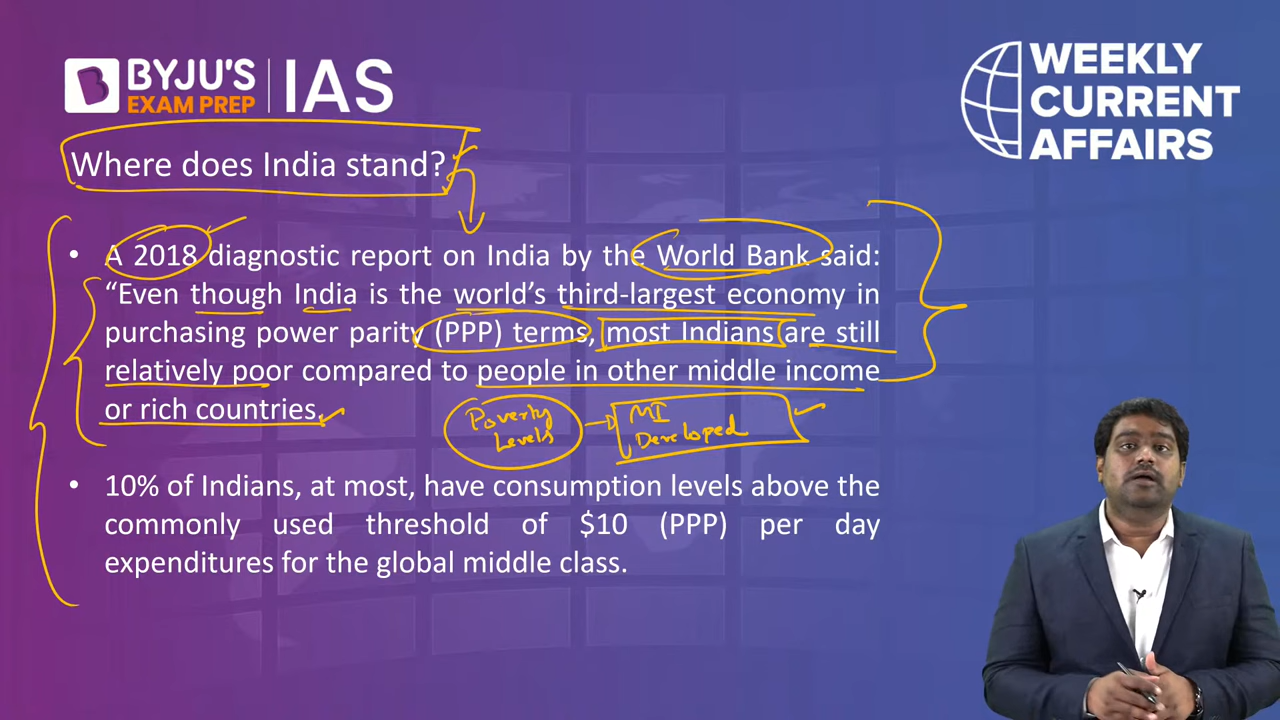 BYJU'S
EXAM PREP
IAS
WEEKLY
CURRENT
AFFAIRS
Where does India stand?
• A 2018 diagnostic report on India by the World Bank said:
“Even though India is the world’s third-largest economy in
purchasing power parity (PPP) terms, most Indians are still
relatively poor compared to people in other middle income
or rich countries.
Poverty
Levels
MI
Developed
• 10% of Indians, at most, have consumption levels above the
commonly used threshold of $10 (PPP) per day
expenditures for the global middle class.